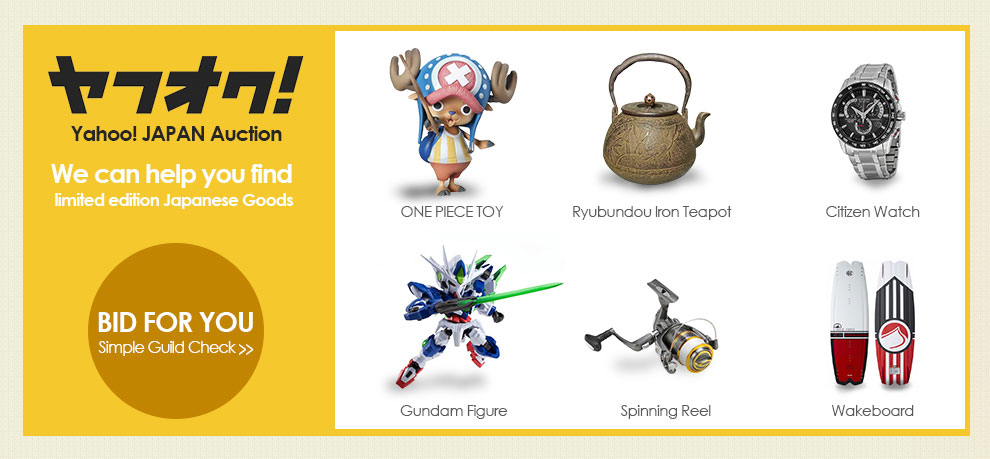 ヤフオク!
Yahoo! JAPAN Auction
We can help you find
limited edition Japanese Goods
BID FOR YOU
Simple Guild Check >>
ONE PIECE TOY
Ryubundou Iron Teapot
Citizen Watch
Gundam Figure
Spinning Reel
Wakeboard